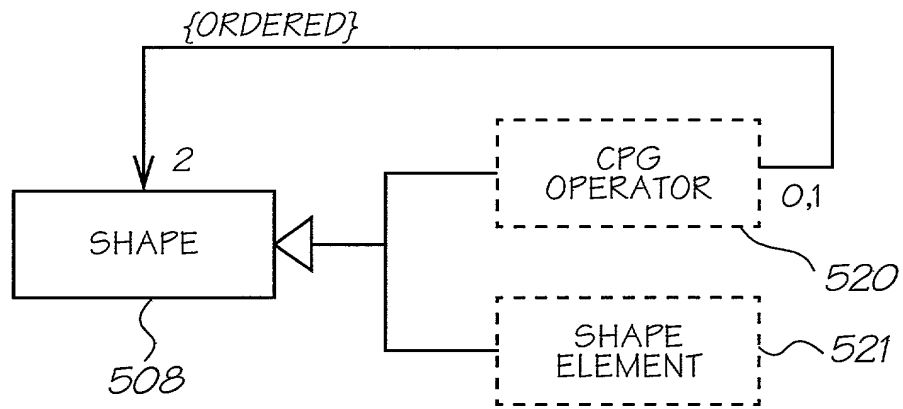 {ORDERED}
2
SHAPE
508
CPG
OPERATOR
0,1
520
SHAPE
ELEMENT
521